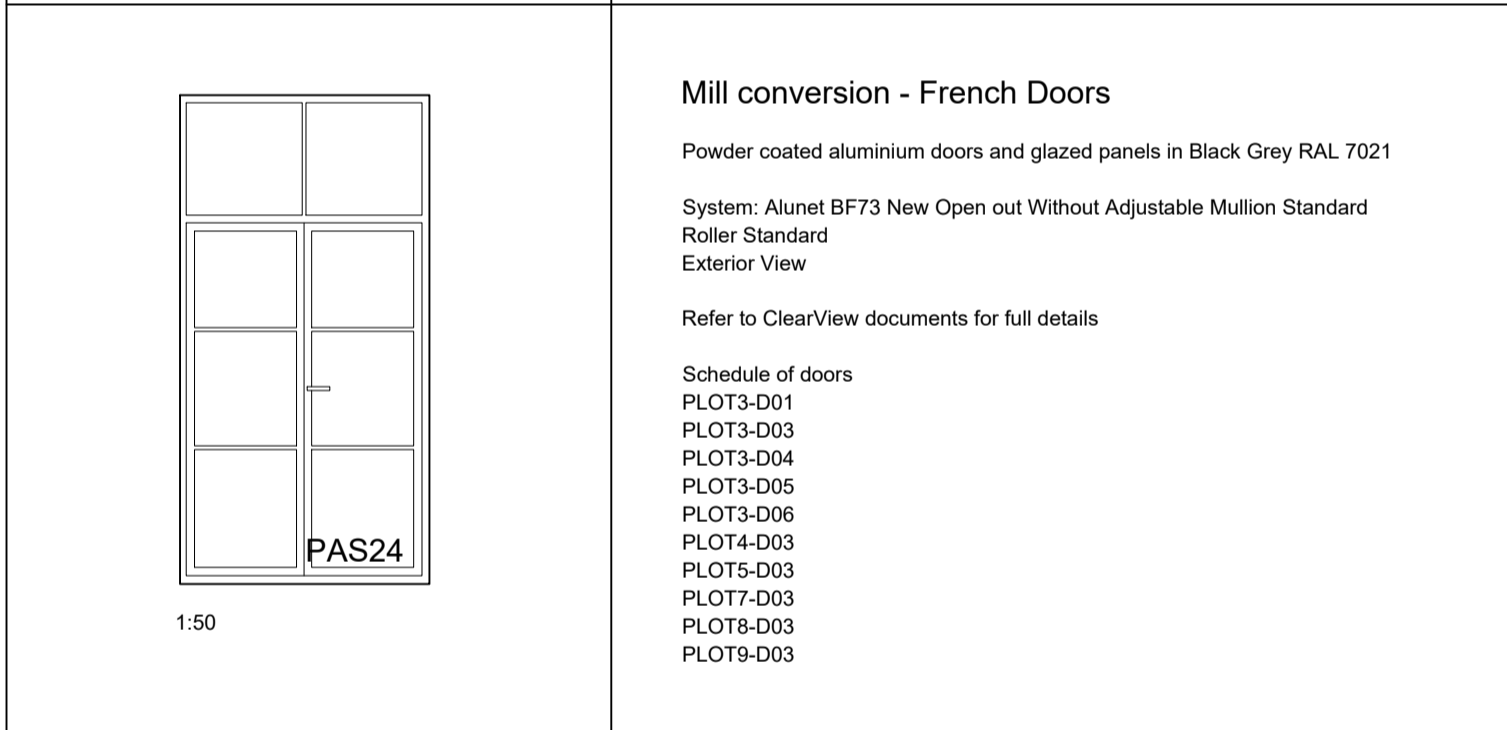 PAS24
1:50
Mill conversion - French Doors
Powder coated aluminium doors and glazed panels in Black Grey RAL 7021
System: Alunet BF73 New Open out Without Adjustable Mullion Standard
Roller Standard
Exterior View
Refer to ClearView documents for full details
Schedule of doors
PLOT3-D01
PLOT3-D03
PLOT3-D04
PLOT3-D05
PLOT3-D06
PLOT4-D03
PLOT5-D03
PLOT7-D03
PLOT8-D03
PLOT9-D03